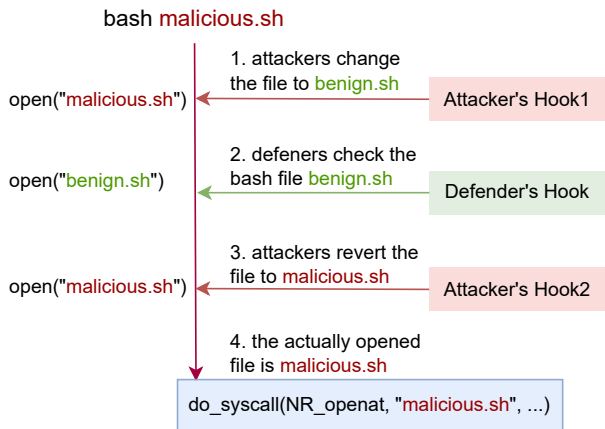 bash malicious.sh
1. attackers change
the file to benign.sh
open("malicious.sh")
Attacker's Hook1
2. defeners check the
bash file benign.sh
open("benign.sh")
Defender's Hook
3. attackers revert the
file to malicious.sh
open("malicious.sh")
Attacker's Hook2
4. the actually opened
file is malicious.sh
do_syscall(NR_openat, "malicious.sh", ...)